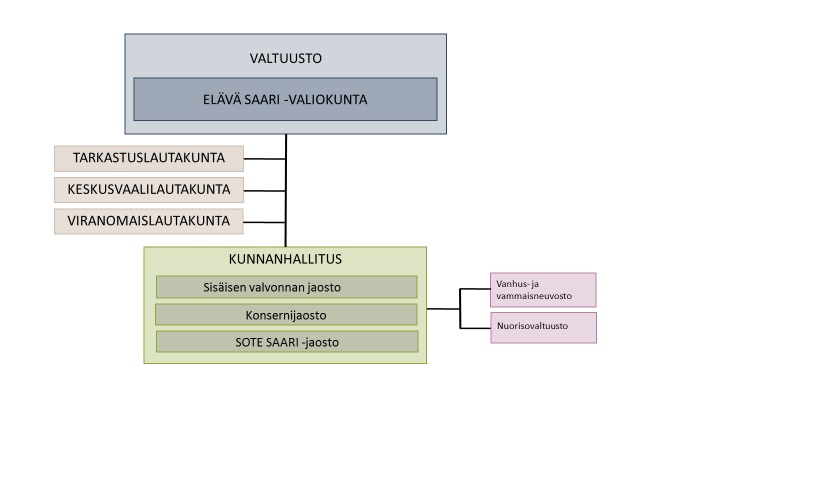 VALTUUSTO
ELÄVÄ SAARI -VALIOKUNTA
TARKASTUSLAUTAKUNTA
KESKUSVAALILAUTAKUNTA
VIRANOMAISLAUTAKUNTA
KUNNANHALLITUS
Sisäisen valvonnan jaosto
Konsernijaosto
SOTE SAARI -jaosto
Vanhus- ja
vammaisneuvosto
Nuorisovaltuusto